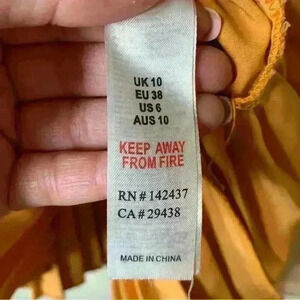 UK 10
EU 38
US 6
AUS 10
KEEP AWAY
FROM FIRE
RN # 142437
CA # 29438
MADE IN CHINA